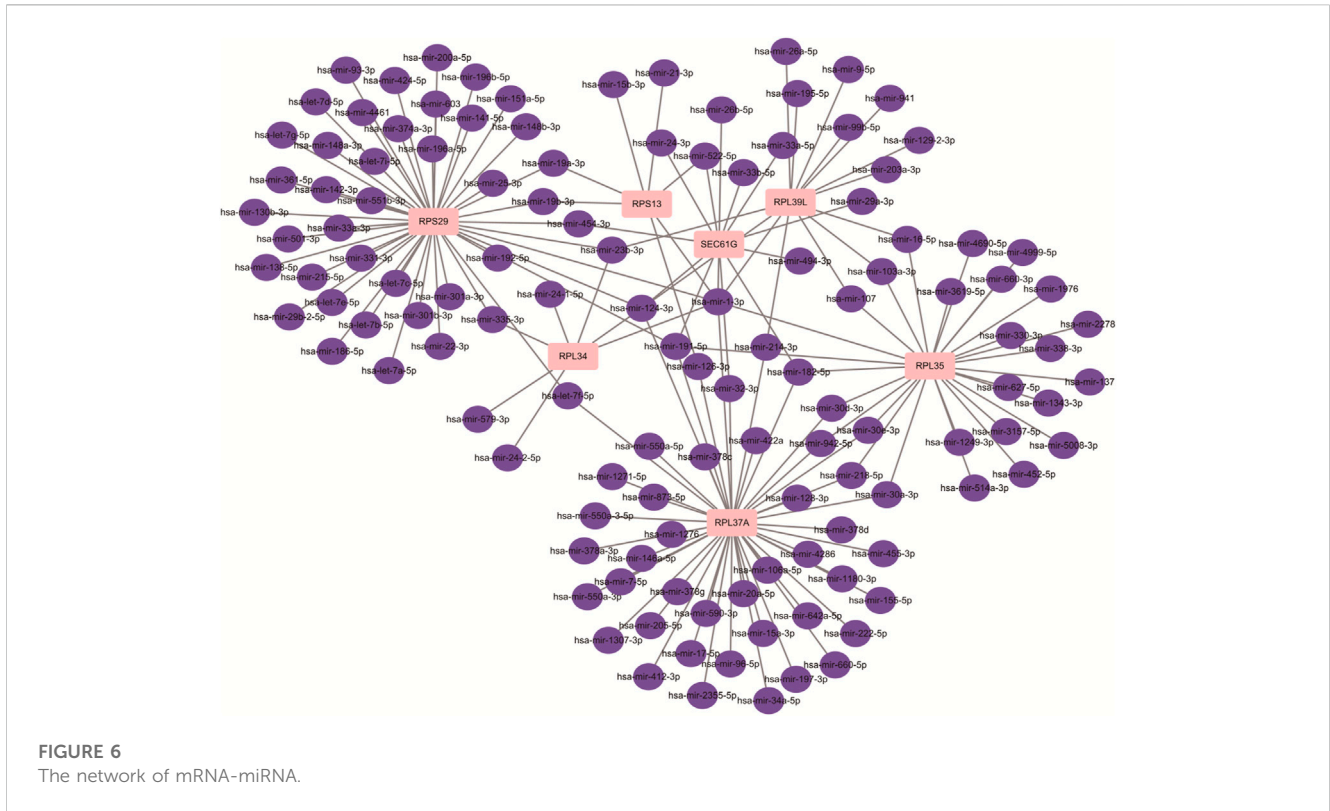 hsa-mir-200a-5p
hsa-mir-93-3p
hsa-mir-424-5p
hsa-mir-196b-5p
hsa-let-7d-5p
hsa-mir-603
hsa-mir-151a-5p
hsa-mir-4461
hsa-mir-374a-3p
hsa-mir-141-5p
hsa-mir-148b-3p
hsa-let-7g-5p
hsa-mir-148a-3p
hsa-let-7i-5p
hsa-mir-196a-5p
hsa-mir-361-5p
hsa-mir-142-3p
hsa-mir-551b-3p
hsa-mir-25-3p
hsa-mir-19a-3p
hsa-mir-130b-3p
hsa-mir-33a-3p
RPS29
hsa-mir-19b-3p
hsa-mir-501-3p
hsa-mir-454-3p
hsa-mir-138-5p
hsa-mir-331-3p
hsa-mir-192-5p
hsa-mir-23b-3p
hsa-mir-215-5p
hsa-let-7c-5p
hsa-mir-301a-3p
hsa-mir-24-1-5p
hsa-let-7e-5p
hsa-mir-29b-2-5p
hsa-let-7b-5p
hsa-mir-301b-3p
hsa-mir-335-3p
hsa-mir-186-5p
hsa-mir-22-3p
hsa-let-7a-5p
hsa-mir-15b-3p
hsa-mir-21-3p
hsa-mir-26b-5p
hsa-mir-24-3p
hsa-mir-522-5p
RPS13
hsa-mir-26a-5p
hsa-mir-9-5p
hsa-mir-195-5p
hsa-mir-941
hsa-mir-99b-5p
hsa-mir-33a-5p
hsa-mir-129-2-3p
hsa-mir-33b-5p
hsa-mir-203a-3p
RPL39L
hsa-mir-29a-3p
SEC61G
hsa-mir-494-3p
hsa-mir-16-5p
hsa-mir-103a-3p
hsa-mir-107
hsa-mir-4690-5p
hsa-mir-4999-5p
hsa-mir-3619-5p
hsa-mir-660-3p
hsa-mir-1976
hsa-mir-124-3p
hsa-mir-1-3p
hsa-mir-191-5p
hsa-mir-214-3p
RPL34
hsa-mir-126-3p
hsa-mir-182-5p
hsa-mir-32-3p
hsa-let-7f-5p
hsa-mir-579-3p
hsa-mir-24-2-5p
hsa-mir-330-3p
hsa-mir-2278
hsa-mir-338-3p
RPL35
hsa-mir-137
hsa-mir-627-5p
hsa-mir-1343-3p
hsa-mir-3157-5p
hsa-mir-1249-3p
hsa-mir-5008-3p
hsa-mir-452-5p
hsa-mir-514a-3p
hsa-mir-30d-3p
hsa-mir-30e-3p
hsa-mir-550a-5p
hsa-mir-422a
hsa-mir-942-5p
hsa-mir-378c
hsa-mir-1271-5p
hsa-mir-218-5p
hsa-mir-873-5p
hsa-mir-128-3p
hsa-mir-30a-3p
hsa-mir-550a-3-5p
RPL37A
hsa-mir-378d
hsa-mir-1276
hsa-mir-378a-3p
hsa-mir-146a-5p
hsa-mir-4286
hsa-mir-455-3p
hsa-mir-7-5p
hsa-mir-106a-5p
hsa-mir-1180-3p
hsa-mir-550a-3p
hsa-mir-378g
hsa-mir-20a-5p
hsa-mir-155-5p
hsa-mir-590-3p
hsa-mir-642a-5p
hsa-mir-205-5p
hsa-mir-15a-3p
hsa-mir-222-5p
hsa-mir-1307-3p
hsa-mir-17-5p
hsa-mir-96-5p
hsa-mir-660-5p
hsa-mir-412-3p
hsa-mir-197-3p
hsa-mir-2355-5p
hsa-mir-34a-5p
FIGURE 6
The network of mRNA-miRNA.